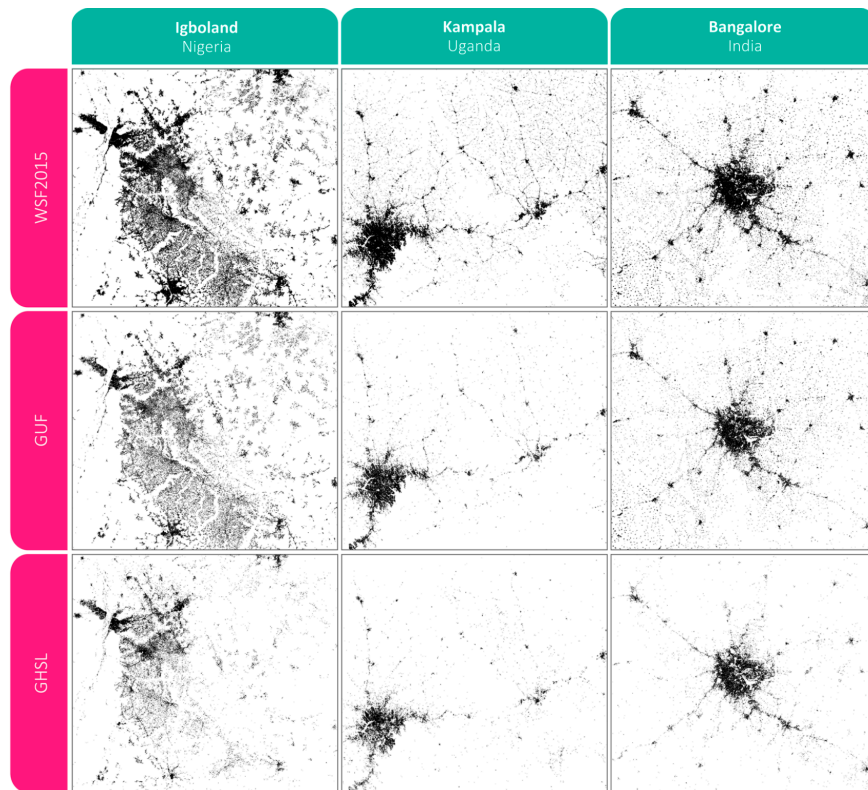 Igboland
Nigeria
Kampala
Uganda
Bangalore
India
WSF2015
GUF
GHSL